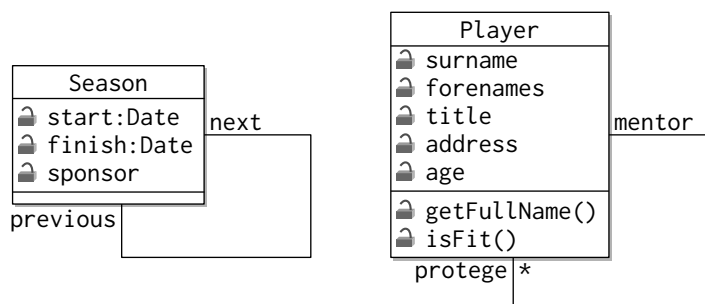 Season
start:Date
finish:Date
sponsor
next
previous
Player
surname
forenames
title
address
age
getFullName()
isFit()
mentor
protege *